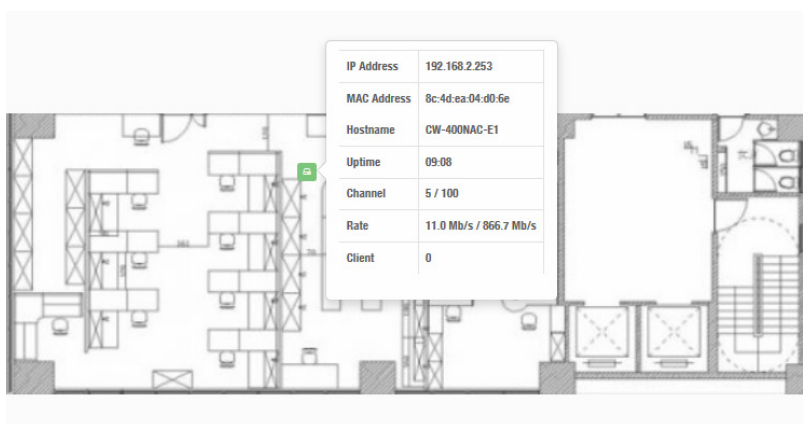 IP Address 192.168.2.253
MAC Address 8c:4d:ea:04:d0:6e
Hostname CW-400NAC-E1
Uptime 09:08
Channel 5 / 100
Rate 11.0 Mb/s / 866.7 Mb/s
Client 0